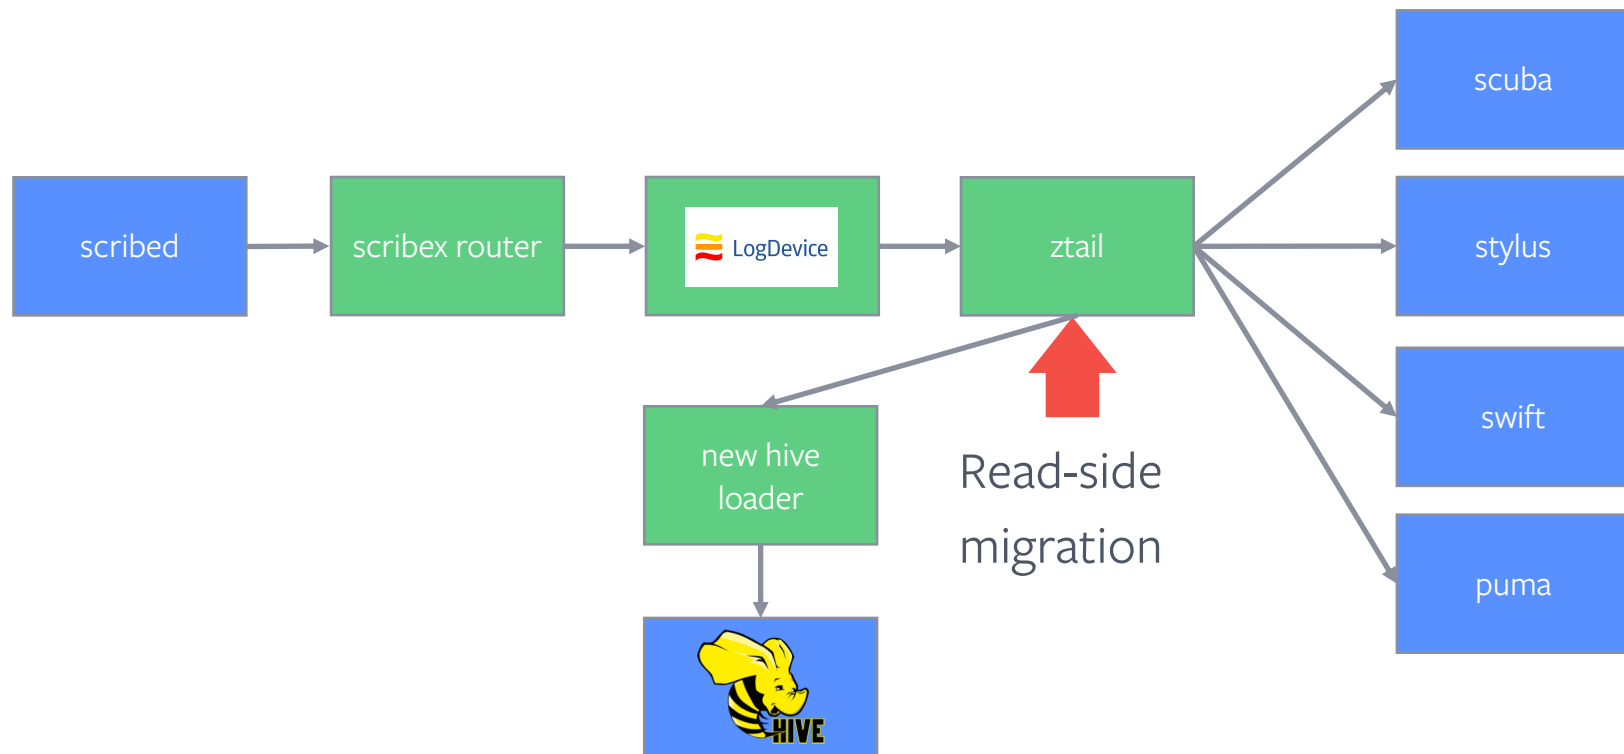 scuba
scribed
scribex router
LogDevice
ztail
stylus
new hive
loader
Read-side
migration
swift
puma
HIVE